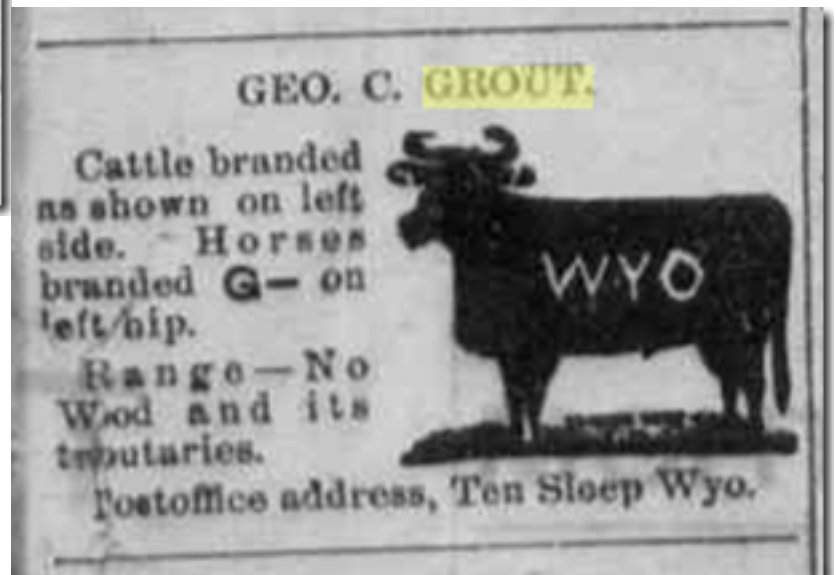 GEO. C. GROUT.
Cattle branded
as shown on left
side. Horses
branded G– on
left hip.
Range—No
Wood and its
tributaries.
Postoffice address, Ten Sleep Wyo.
WYO